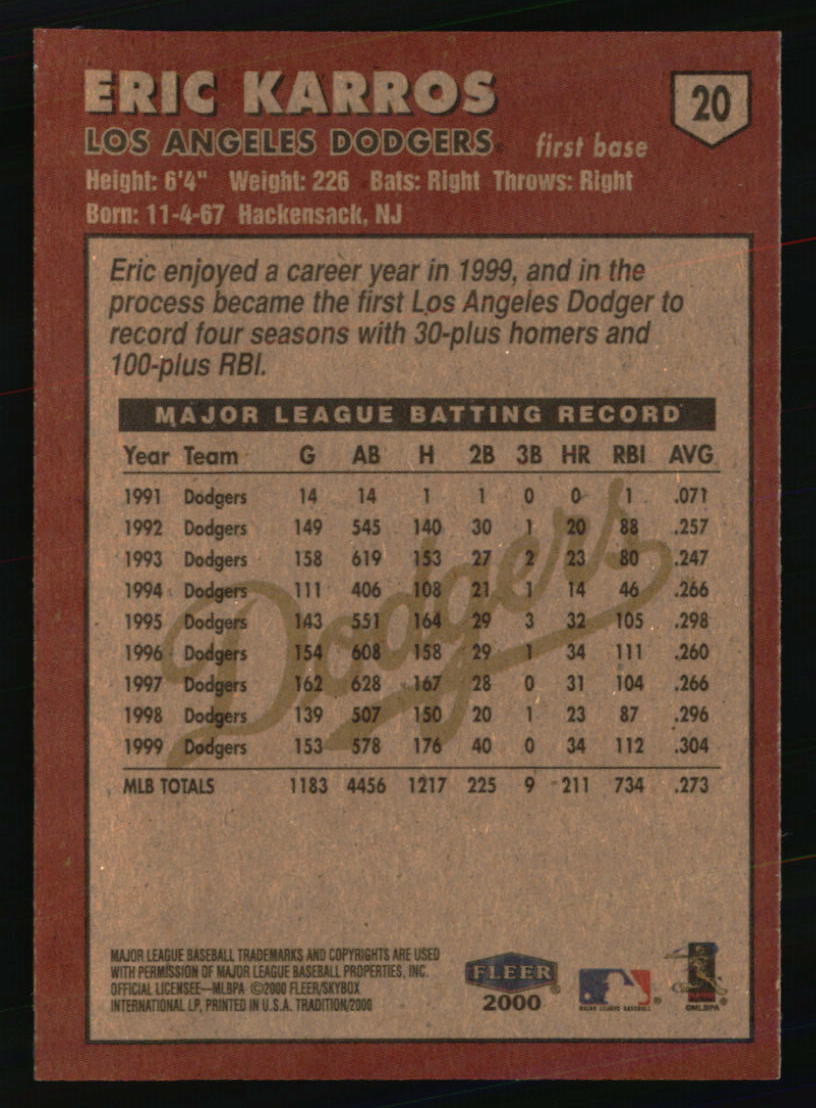 ERIC KARROS
20
LOS ANGELES DODGERS® first base
Height: 6'4" Weight: 226 Bats: Right Throws: Right
Born: 11-4-67 Hackensack, NJ
Eric enjoyed a career year in 1999, and in the
process became the first Los Angeles Dodger to
record four seasons with 30-plus homers and
100-plus RBI.
MAJOR LEAGUE BATTING RECORD
Year Team G AB H 2B 3B HR RBI AVG
1991 Dodgers 14 14 1 1 0 0 1 .071
1992 Dodgers 149 545 140 30 1 20 88 .257
1993 Dodgers 158 619 153 27 2 23 80 .247
1994 Dodgers 111 406 108 21 1 14 46 .266
1995 Dodgers 143 551 164 29 3 32 105 .298
1996 Dodgers 154 608 158 29 1 34 111 .260
1997 Dodgers 162 628 167 28 0 31 104 .266
1998 Dodgers 139 507 150 20 1 23 87 .296
1999 Dodgers 153 578 176 40 0 34 112 .304
MLB TOTALS 1183 4456 1217 225 9 211 734 .273
Dodgers
MAJOR LEAGUE BASEBALL TRADEMARKS AND COPYRIGHTS ARE USED
WITH PERMISSION OF MAJOR LEAGUE BASEBALL PROPERTIES, INC.
OFFICIAL LICENSEE—MLBPA ©2000 FLEER/SKYBOX
INTERNATIONAL LP, PRINTED IN U.S.A. TRADITION/2000
FLEER®
2000
MAJOR LEAGUE BASEBALL®
©MLBPA